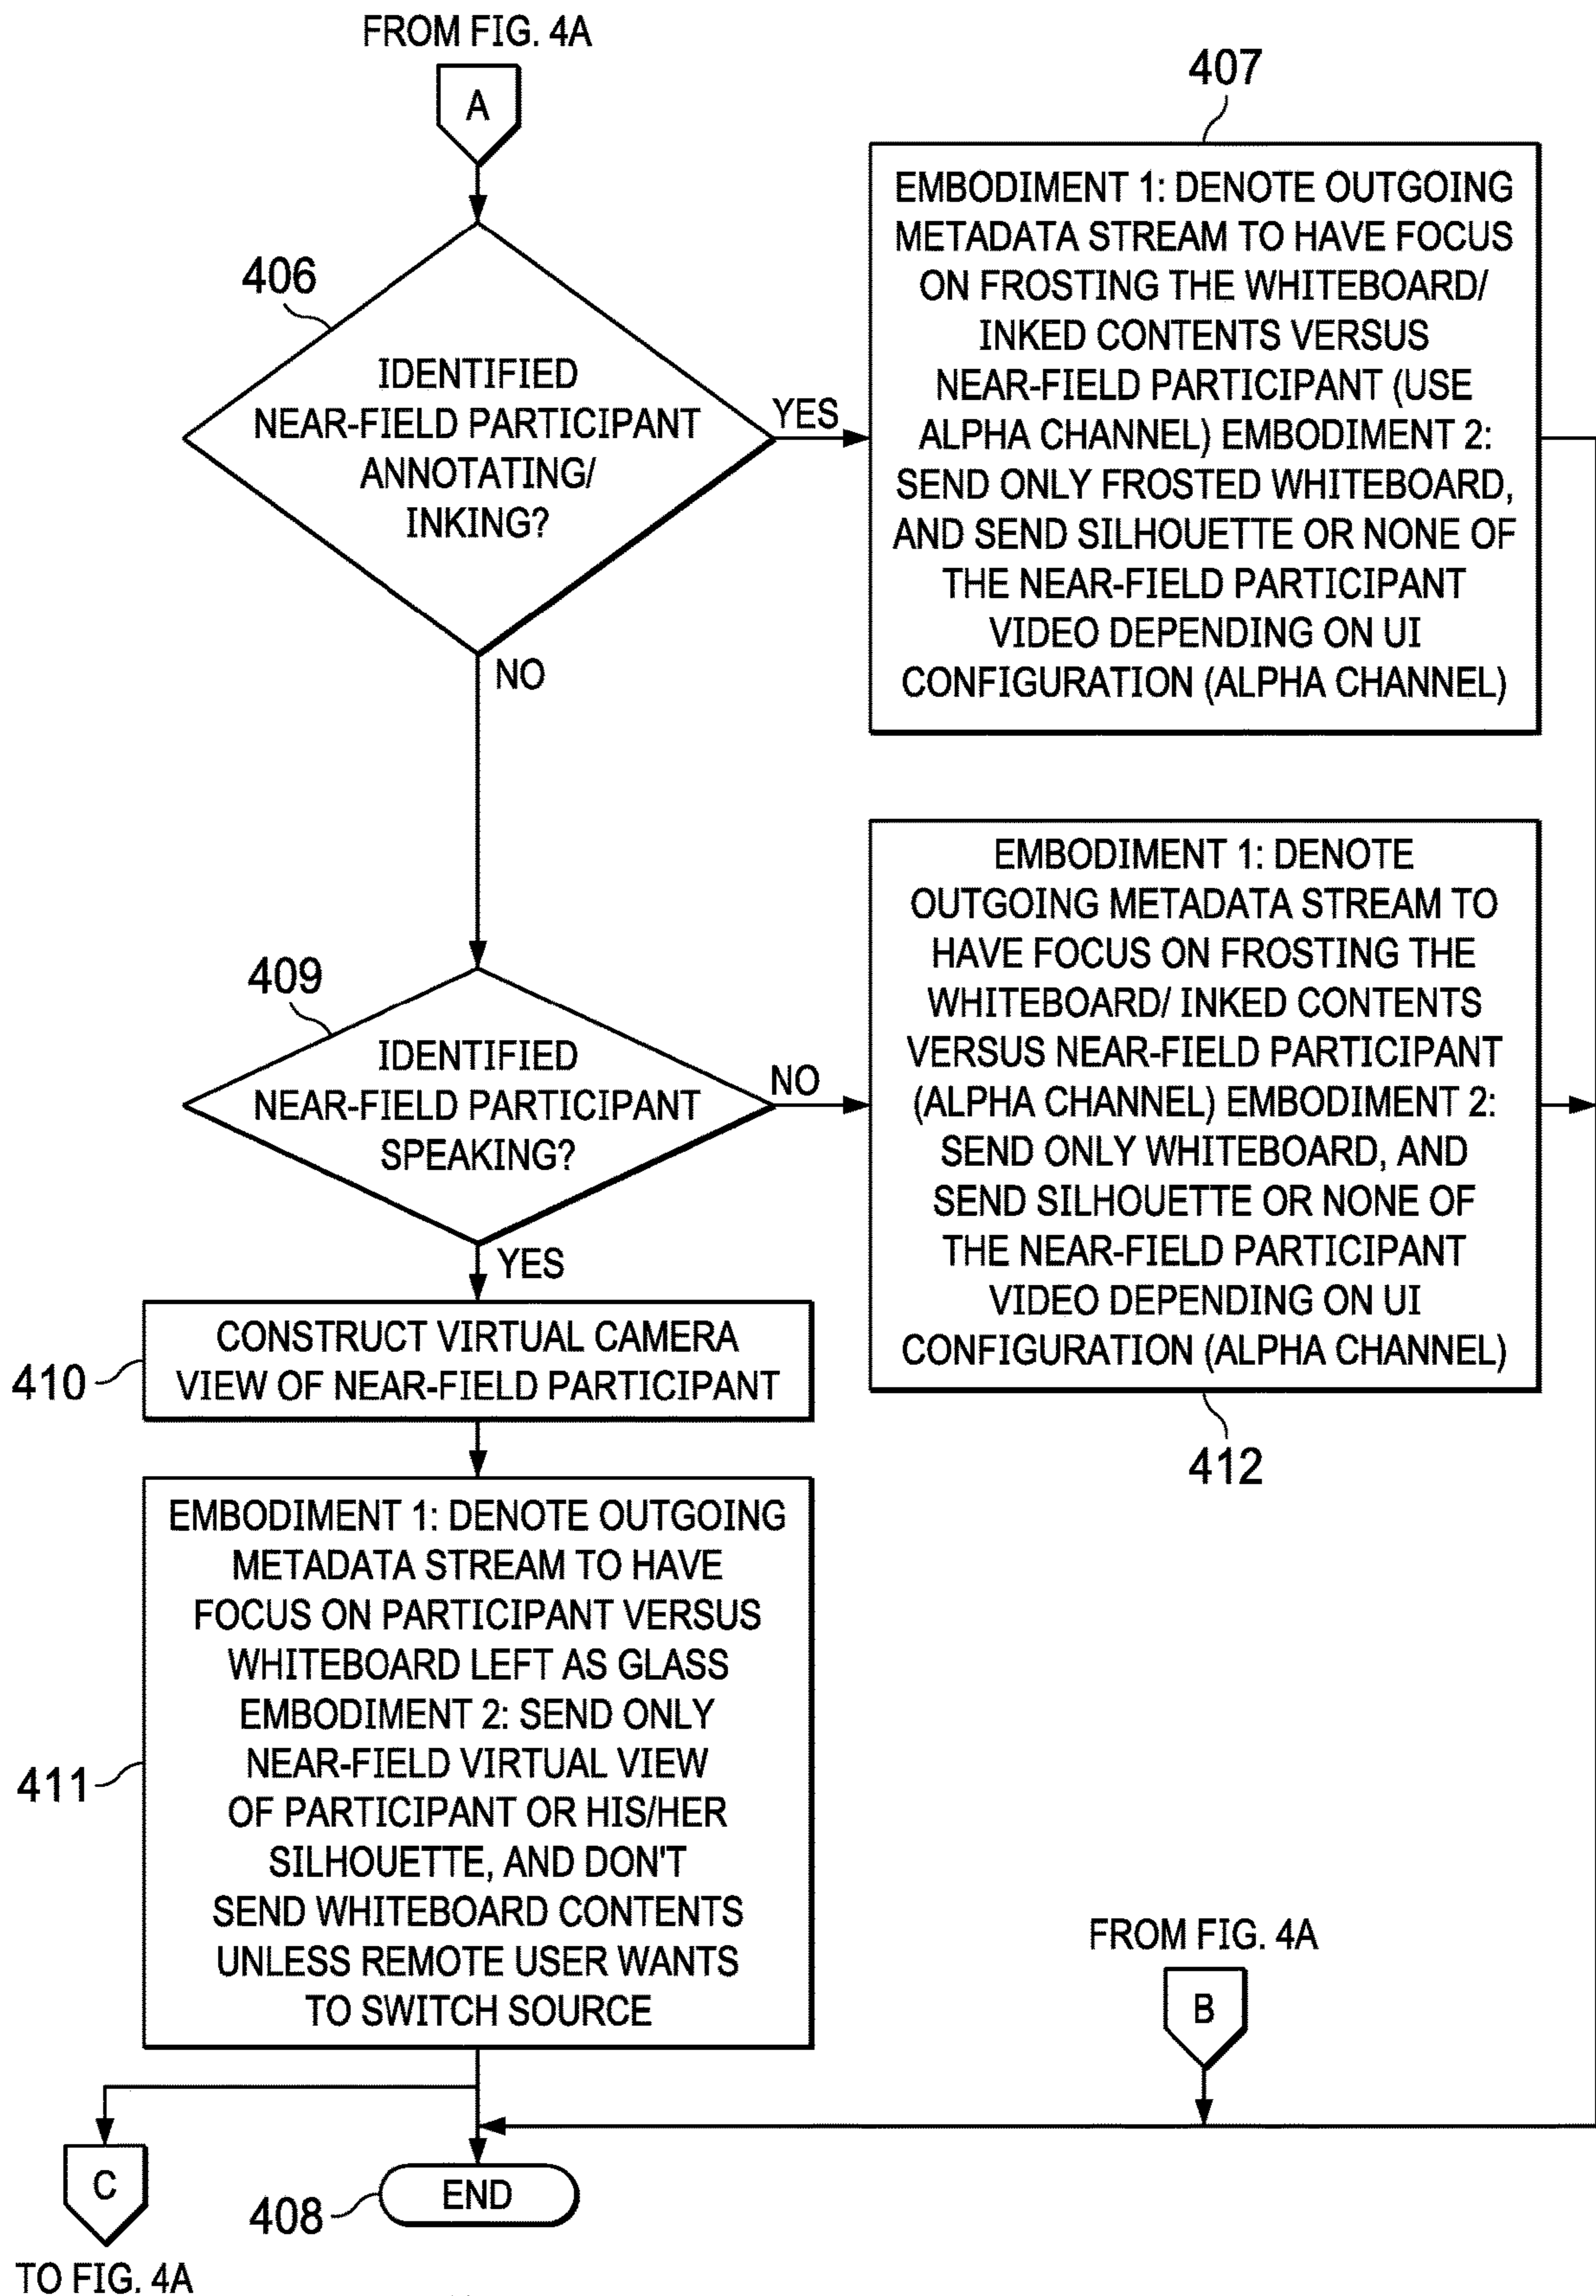 FROM FIG. 4A
A
406
IDENTIFIED
NEAR-FIELD PARTICIPANT
ANNOTATING/
INKING?
YES
NO
407
EMBODIMENT 1: DENOTE OUTGOING
METADATA STREAM TO HAVE FOCUS
ON FROSTING THE WHITEBOARD/
INKED CONTENTS VERSUS
NEAR-FIELD PARTICIPANT (USE
ALPHA CHANNEL) EMBODIMENT 2:
SEND ONLY FROSTED WHITEBOARD,
AND SEND SILHOUETTE OR NONE OF
THE NEAR-FIELD PARTICIPANT
VIDEO DEPENDING ON UI
CONFIGURATION (ALPHA CHANNEL)
409
IDENTIFIED
NEAR-FIELD PARTICIPANT
SPEAKING?
NO
YES
EMBODIMENT 1: DENOTE
OUTGOING METADATA STREAM TO
HAVE FOCUS ON FROSTING THE
WHITEBOARD/ INKED CONTENTS
VERSUS NEAR-FIELD PARTICIPANT
(ALPHA CHANNEL) EMBODIMENT 2:
SEND ONLY WHITEBOARD, AND
SEND SILHOUETTE OR NONE OF
THE NEAR-FIELD PARTICIPANT
VIDEO DEPENDING ON UI
CONFIGURATION (ALPHA CHANNEL)
412
410
CONSTRUCT VIRTUAL CAMERA
VIEW OF NEAR-FIELD PARTICIPANT
411
EMBODIMENT 1: DENOTE OUTGOING
METADATA STREAM TO HAVE
FOCUS ON PARTICIPANT VERSUS
WHITEBOARD LEFT AS GLASS
EMBODIMENT 2: SEND ONLY
NEAR-FIELD VIRTUAL VIEW
OF PARTICIPANT OR HIS/HER
SILHOUETTE, AND DON'T
SEND WHITEBOARD CONTENTS
UNLESS REMOTE USER WANTS
TO SWITCH SOURCE
FROM FIG. 4A
B
C
TO FIG. 4A
408
END